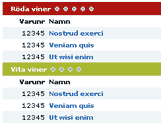 Röda viner
Varunr Namn
12345 Nostrud exerci
12345 Veniam quis
12345 Ut wisi enim
Vita viner
Varunr Namn
12345 Nostrud exerci
12345 Veniam quis
12345 Ut wisi enim